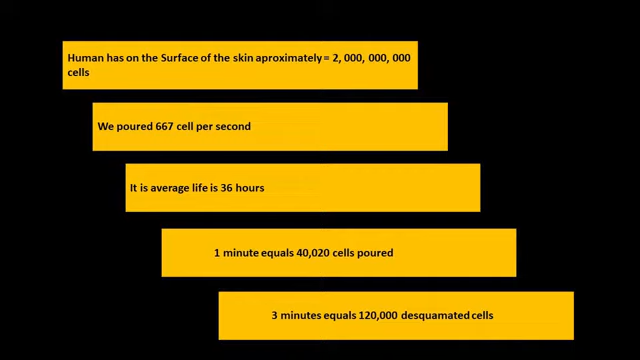 Human has on the Surface of the skin aproximately = 2, 000, 000, 000
cells
We poured 667 cell per second
It is average life is 36 hours
1 minute equals 40,020 cells poured
3 minutes equals 120,000 desquamated cells